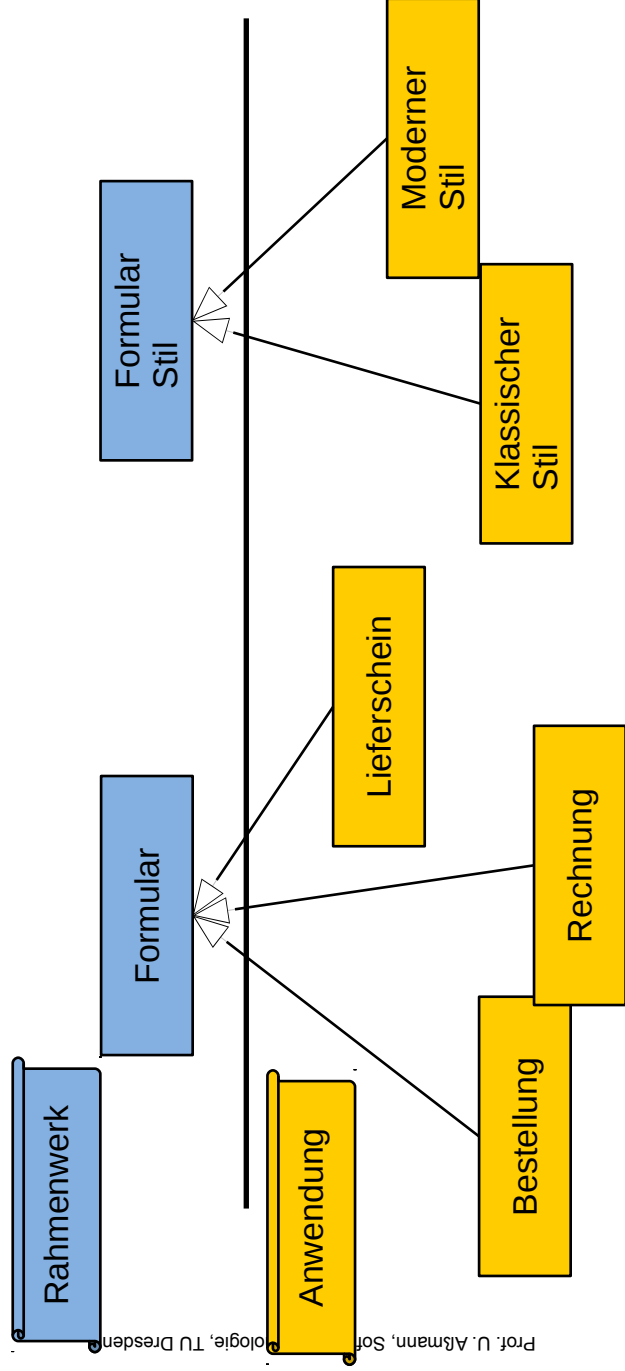 Rahmenwerk
Formular
Formular
Stil
Anwendung
Lieferschein
Moderner
Stil
Bestellung
Klassischer
Stil
Rechnung
Prof. U. Aßmann, Sof
ologie, TU Dresden